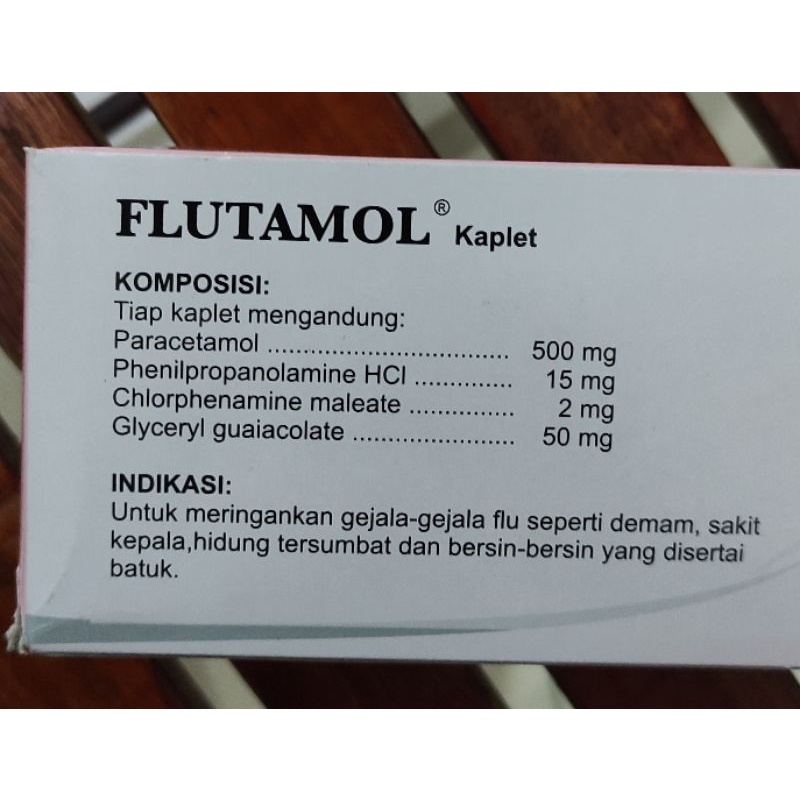 FLUTAMOL® Kaplet
KOMPOSISI:
Tiap kaplet mengandung:
Paracetamol .................................. 500 mg
Phenilpropanolamine HCl .............. 15 mg
Chlorphenamine maleate ............... 2 mg
Glyceryl guaiacolate ....................... 50 mg
INDIKASI:
Untuk meringankan gejala-gejala flu seperti demam, sakit
kepala,hidung tersumbat dan bersin-bersin yang disertai
batuk.